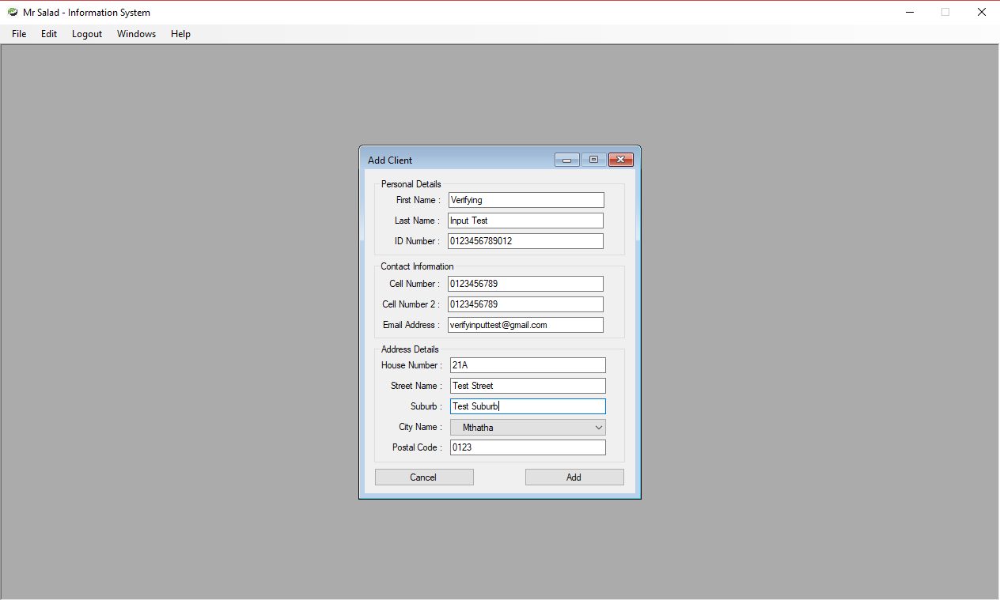 Mr Salad - Information System
File Edit Logout Windows Help
Add Client
Personal Details
First Name : Verifying
Last Name : Input Test
ID Number : 0123456789012
Contact Information
Cell Number : 0123456789
Cell Number 2 : 0123456789
Email Address : verifyinputtest@gmail.com
Address Details
House Number : 21A
Street Name : Test Street
Suburb : Test Suburb
City Name : Mthatha
Postal Code : 0123
Cancel Add